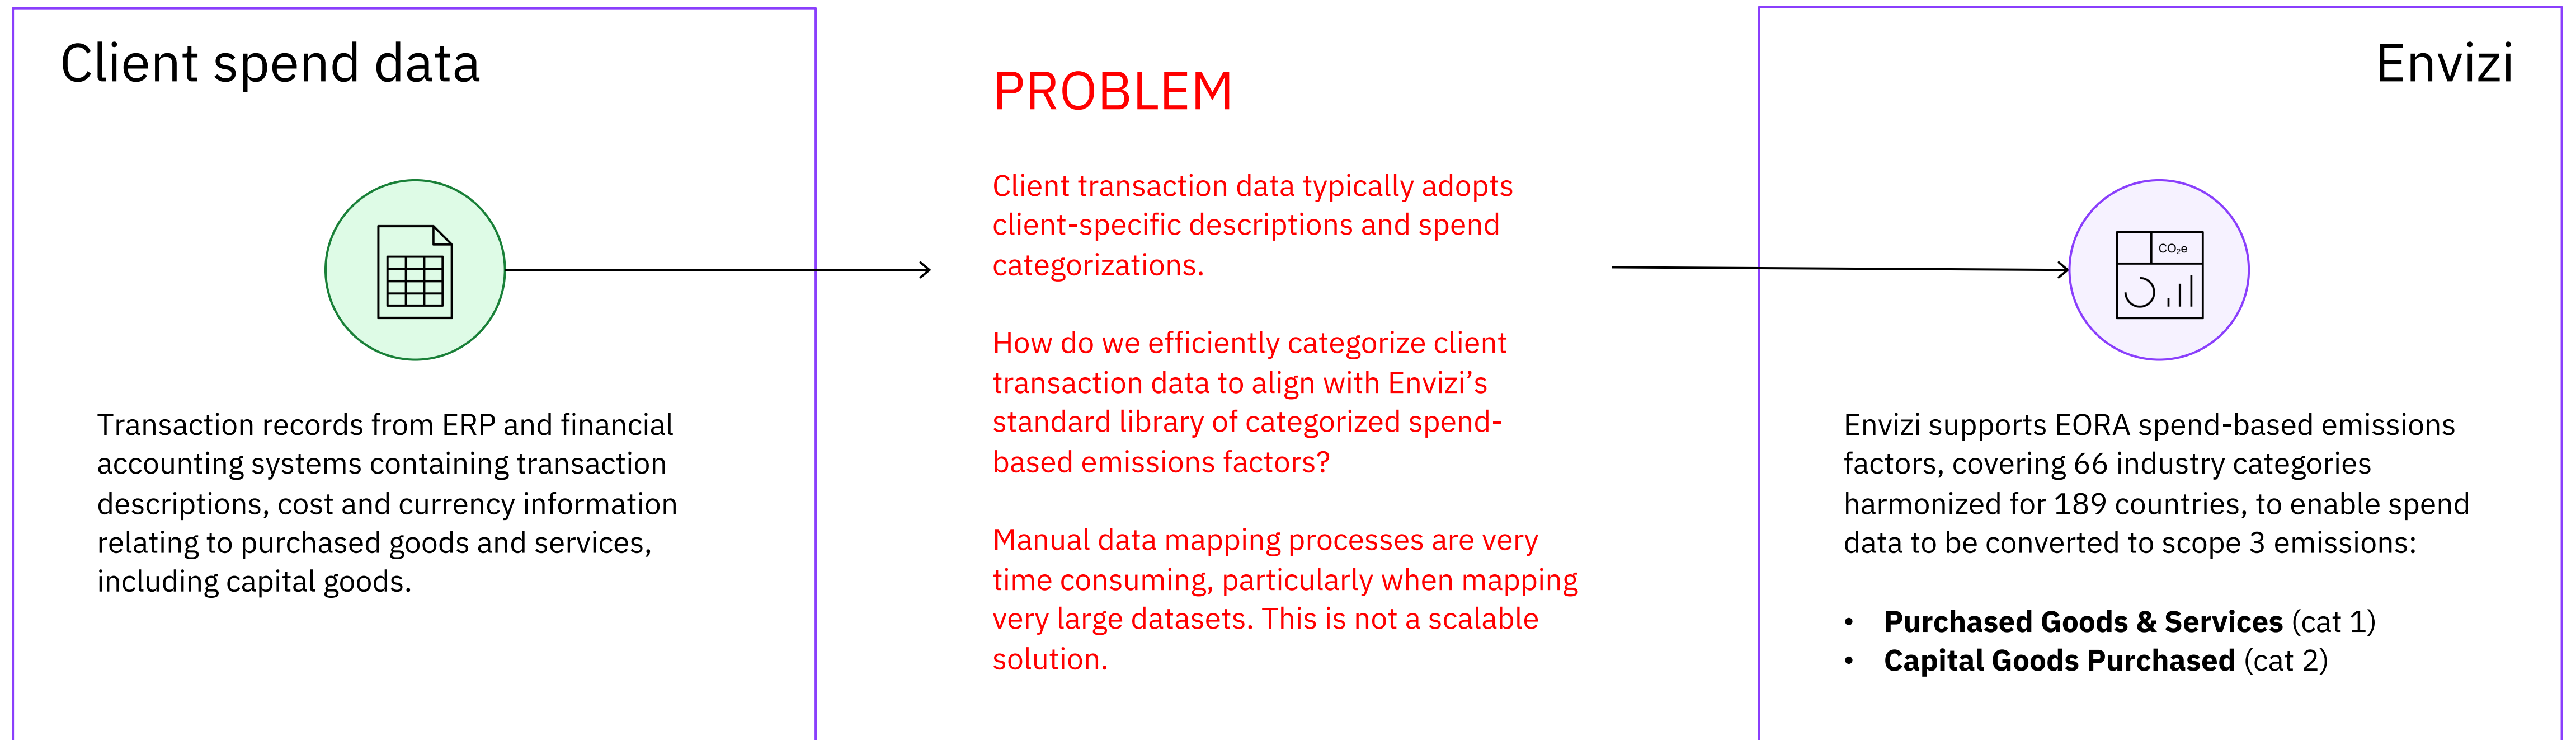 Client spend data
Transaction records from ERP and financial
accounting systems containing transaction
descriptions, cost and currency information
relating to purchased goods and services,
including capital goods.
PROBLEM
Client transaction data typically adopts
client-specific descriptions and spend
categorizations.
How do we efficiently categorize client
transaction data to align with Envizi’s
standard library of categorized spend-
based emissions factors?
Manual data mapping processes are very
time consuming, particularly when mapping
very large datasets. This is not a scalable
solution.
Envizi
CO₂e
Envizi supports EORA spend-based emissions
factors, covering 66 industry categories
harmonized for 189 countries, to enable spend
data to be converted to scope 3 emissions:
• Purchased Goods & Services (cat 1)
• Capital Goods Purchased (cat 2)